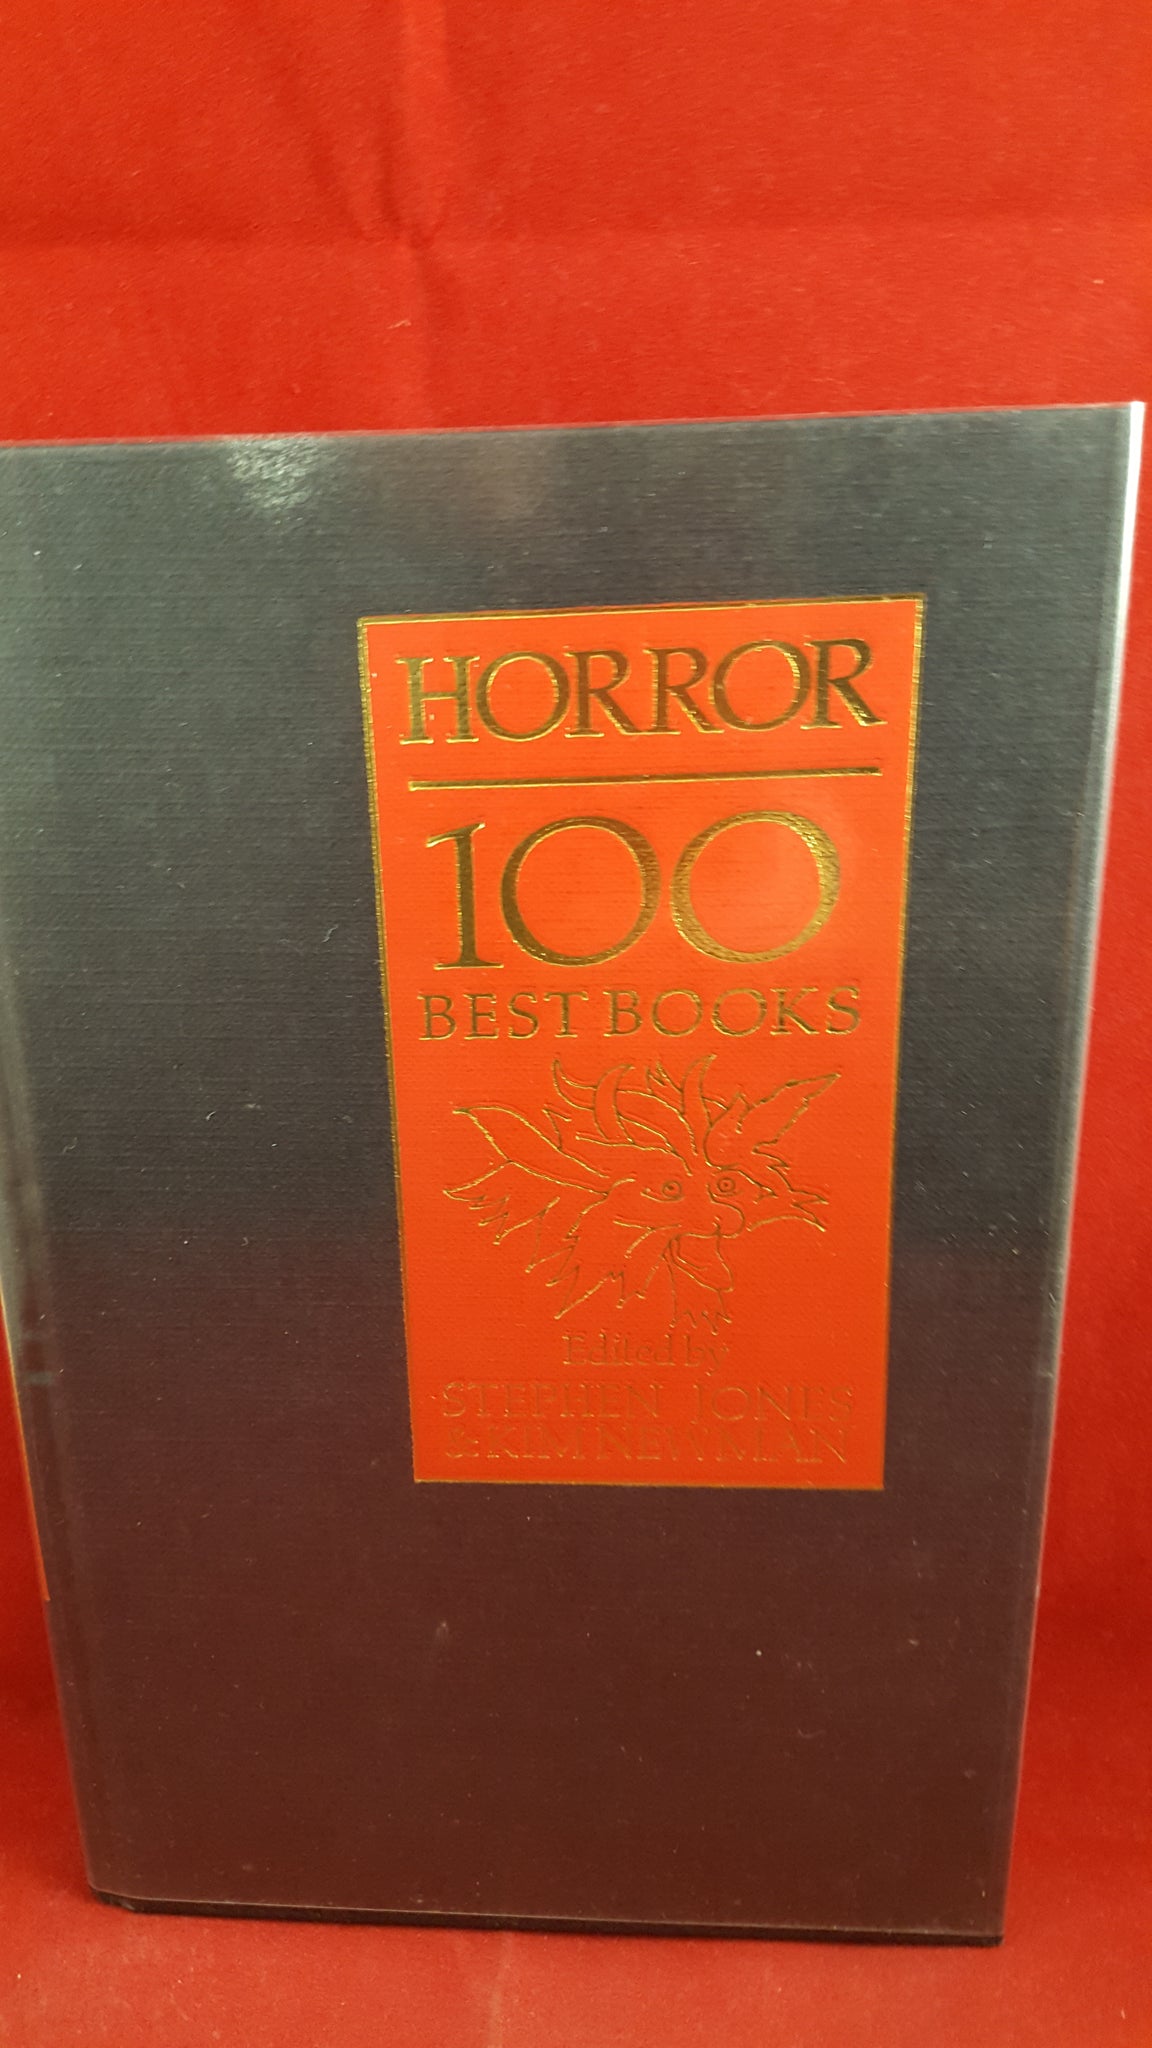 HORROR
100
BEST BOOKS
Edited by
STEPHEN JONES
& KIM NEWMAN